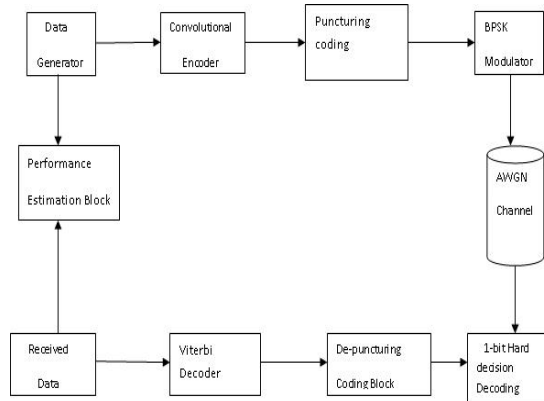 Data
Generator
Convolutional
Encoder
Puncturing
coding
BPSK
Modulator
Performance
Estimation Block
AWGN
Channel
Received
Data
Viterbi
Decoder
De-puncturing
Coding Block
1-bit Hard
decision
Decoding